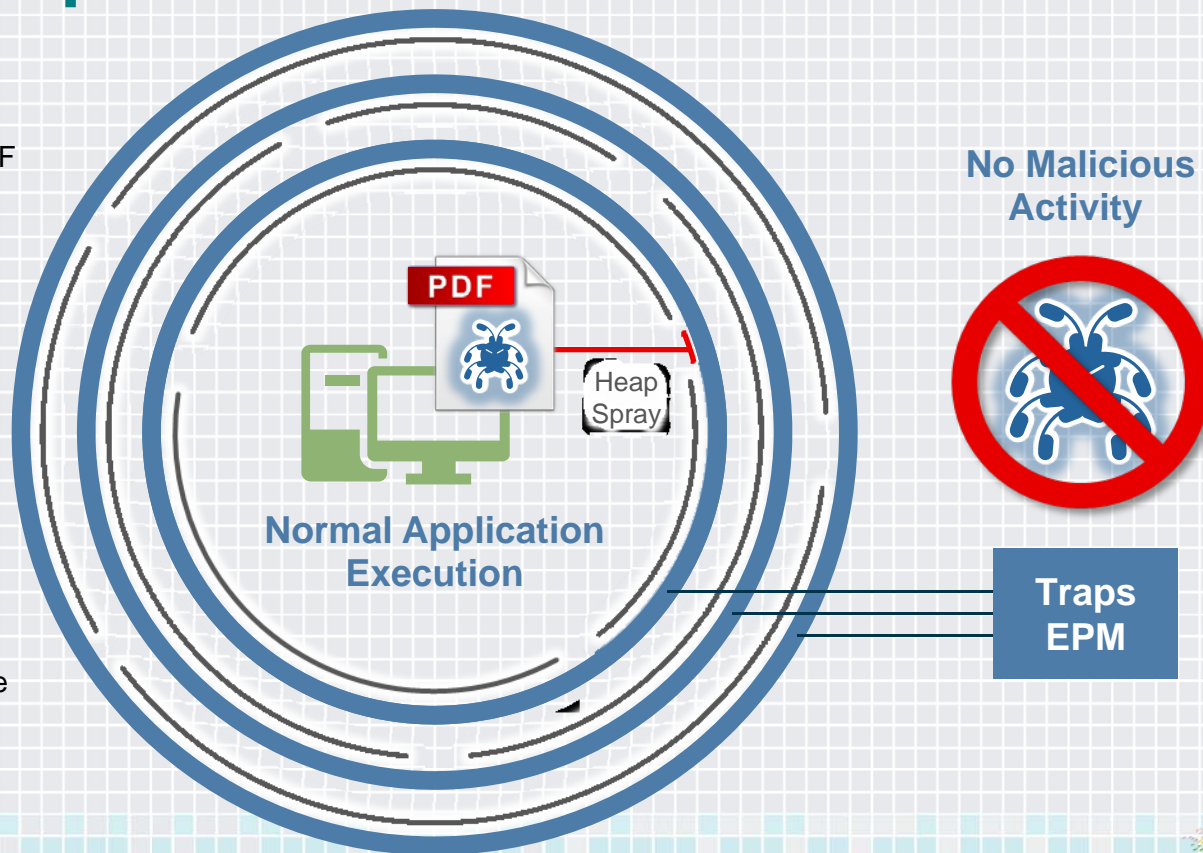 F
No Malicious
Activity
PDF
Heap
Spray
Normal Application
Execution
Traps
EPM
e